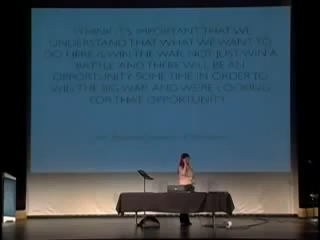 I THINK IT'S IMPORTANT THAT WE
UNDERSTAND THAT WHAT WE WANT TO
DO HERE IS WIN THE WAR, NOT JUST WIN A
BATTLE, AND THERE WILL BE AN
OPPORTUNITY SOME TIME IN ORDER TO
WIN THE BIG WAR, AND WE'RE LOOKING
FOR THAT OPPORTUNITY.